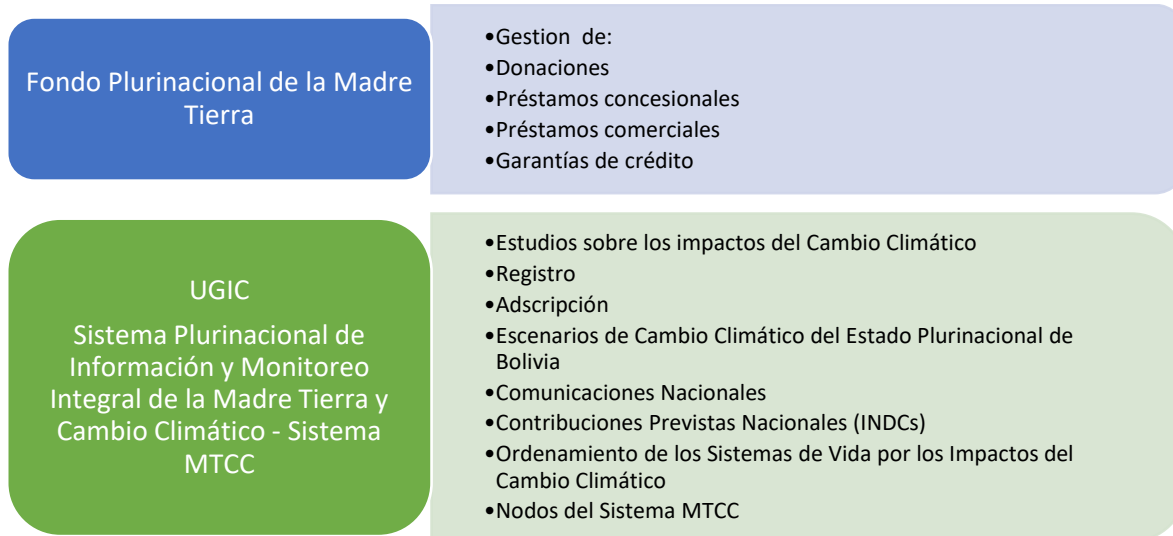 Fondo Plurinacional de la Madre
Tierra
•Gestion de:
•Donaciones
•Préstamos concesionales
•Préstamos comerciales
•Garantías de crédito
UGIC
Sistema Plurinacional de
Información y Monitoreo
Integral de la Madre Tierra y
Cambio Climático - Sistema
MTCC
•Estudios sobre los impactos del Cambio Climático
•Registro
•Adscripción
•Escenarios de Cambio Climático del Estado Plurinacional de
Bolivia
•Comunicaciones Nacionales
•Contribuciones Previstas Nacionales (INDCs)
•Ordenamiento de los Sistemas de Vida por los Impactos del
Cambio Climático
•Nodos del Sistema MTCC